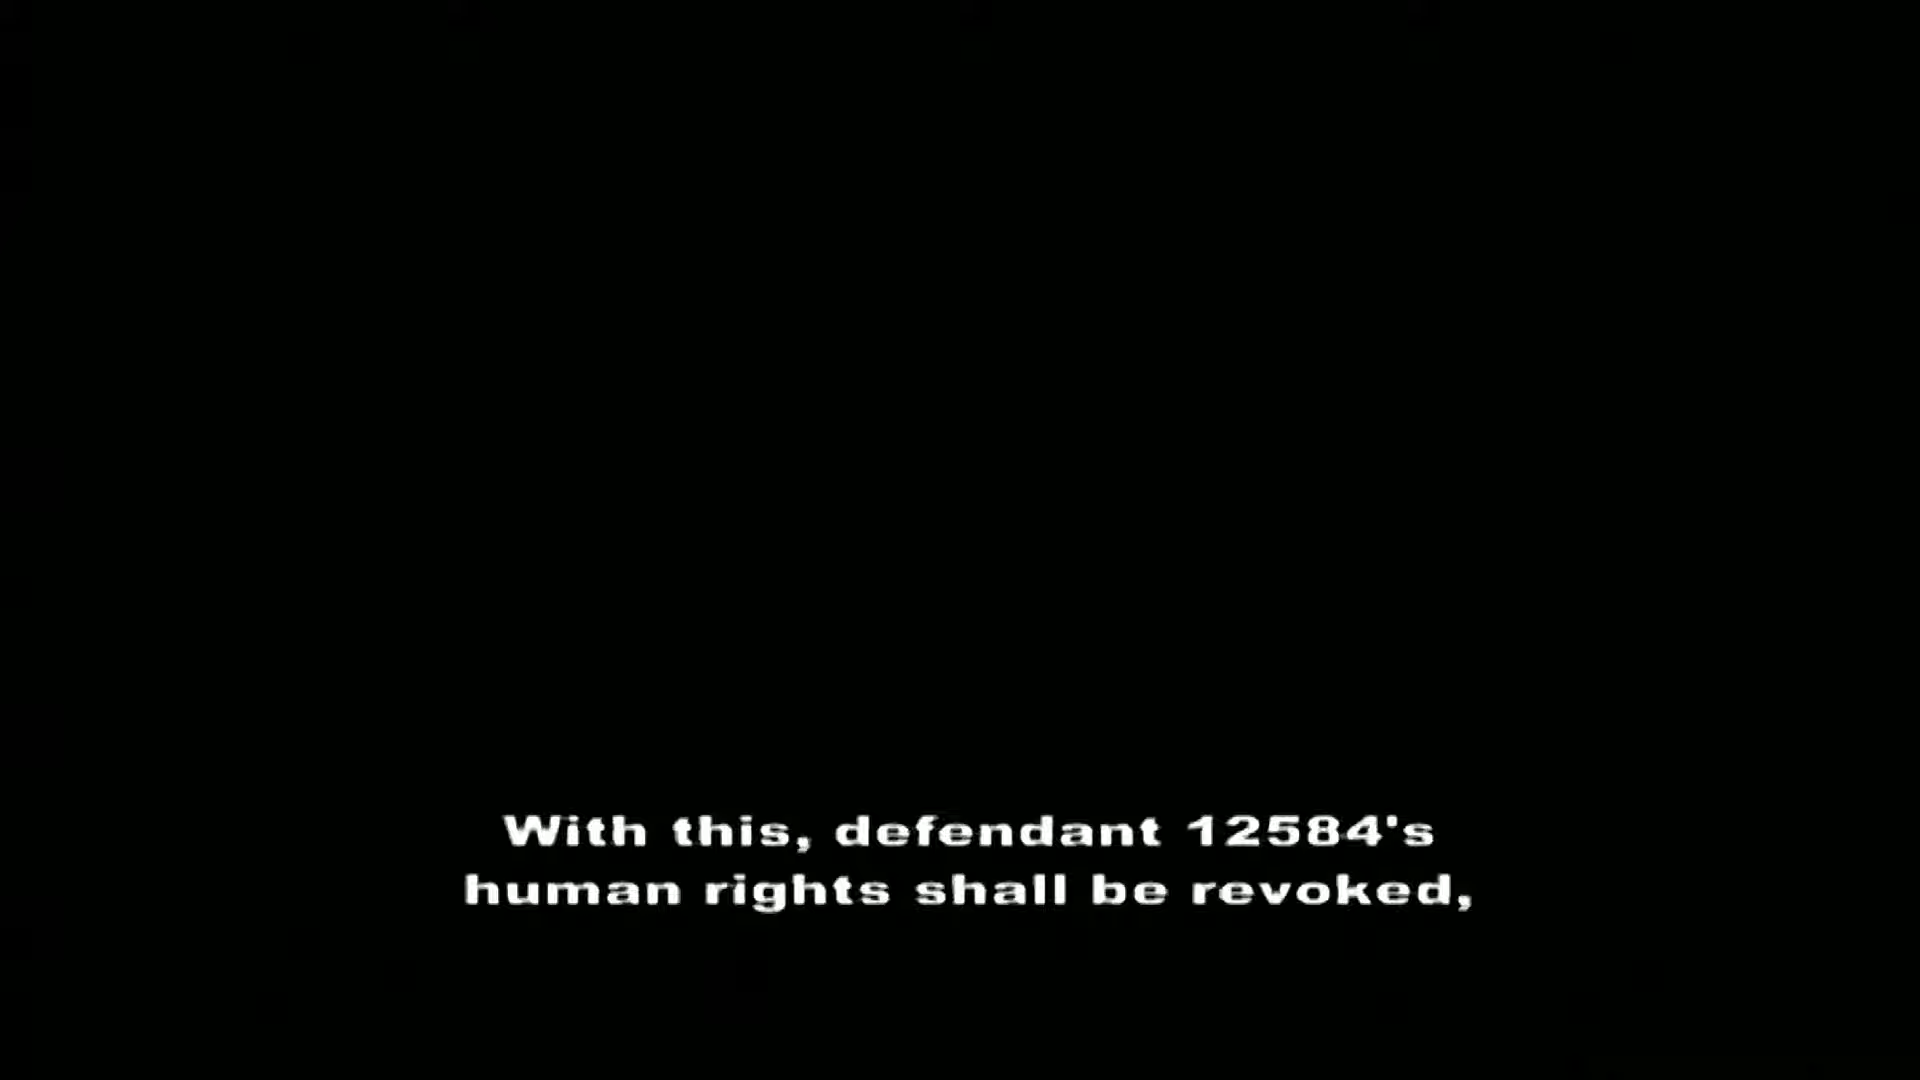 With this, defendant 12584's
human rights shall be revoked,